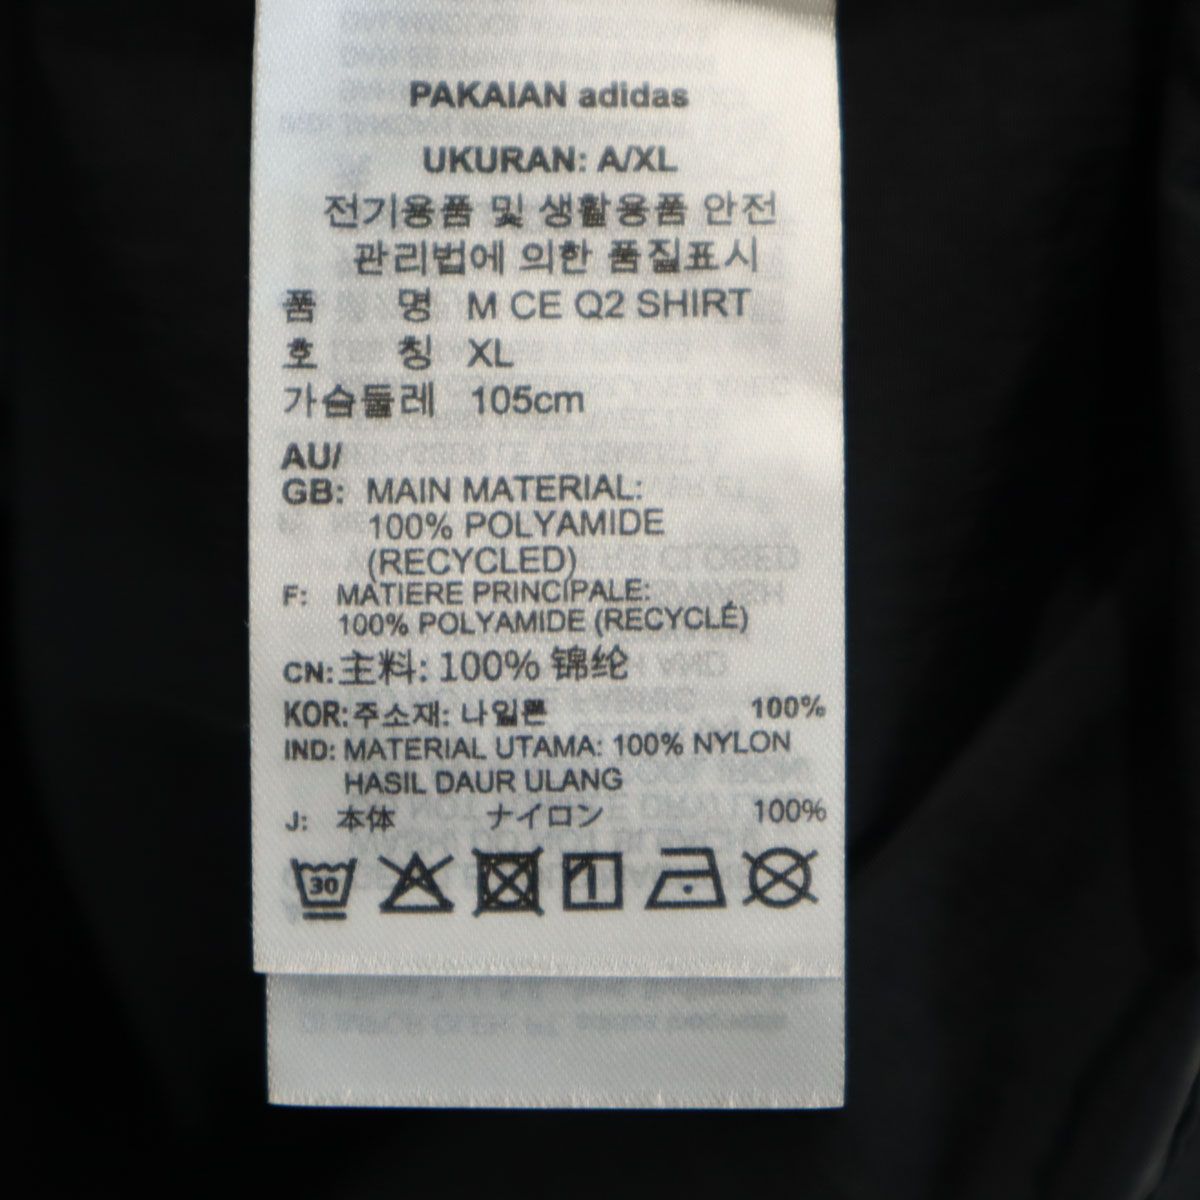 PAKAIAN adidas
UKURAN: A/XL
전기용품 및 생활용품 안전
관리법에 의한 품질표시
품 명 M CE Q2 SHIRT
호 칭 XL
가슴둘레 105cm
AU/
GB: MAIN MATERIAL:
100% POLYAMIDE
(RECYCLED)
F: MATIERE PRINCIPALE:
100% POLYAMIDE (RECYCLÉ)
CN: 主料: 100% 锦纶
KOR: 주소재: 나일론 100%
IND: MATERIAL UTAMA: 100% NYLON
HASIL DAUR ULANG
J: 本体 ナイロン 100%
30